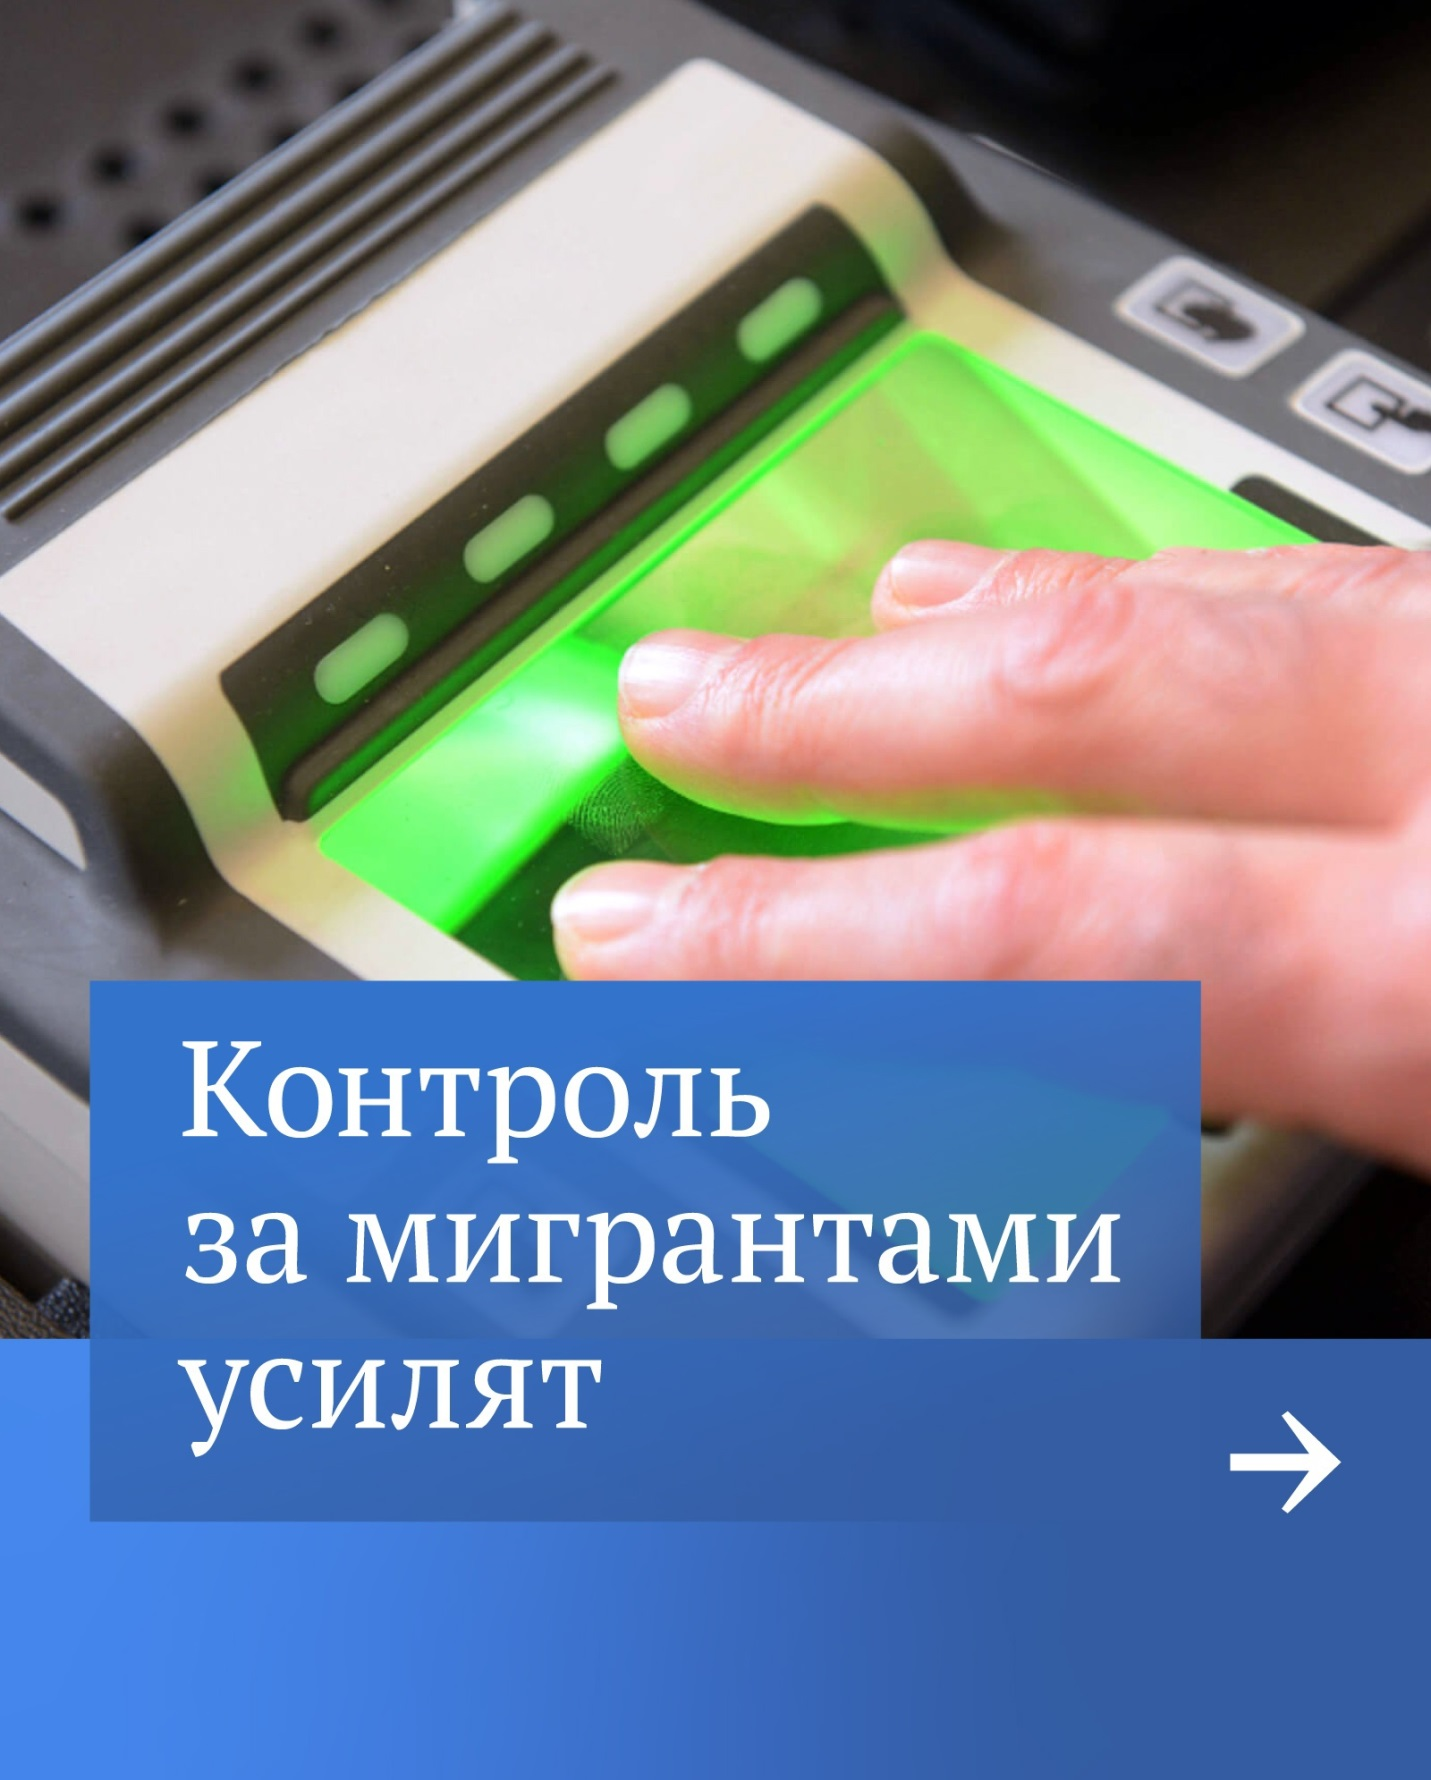 Контроль
за мигрантами
усилят